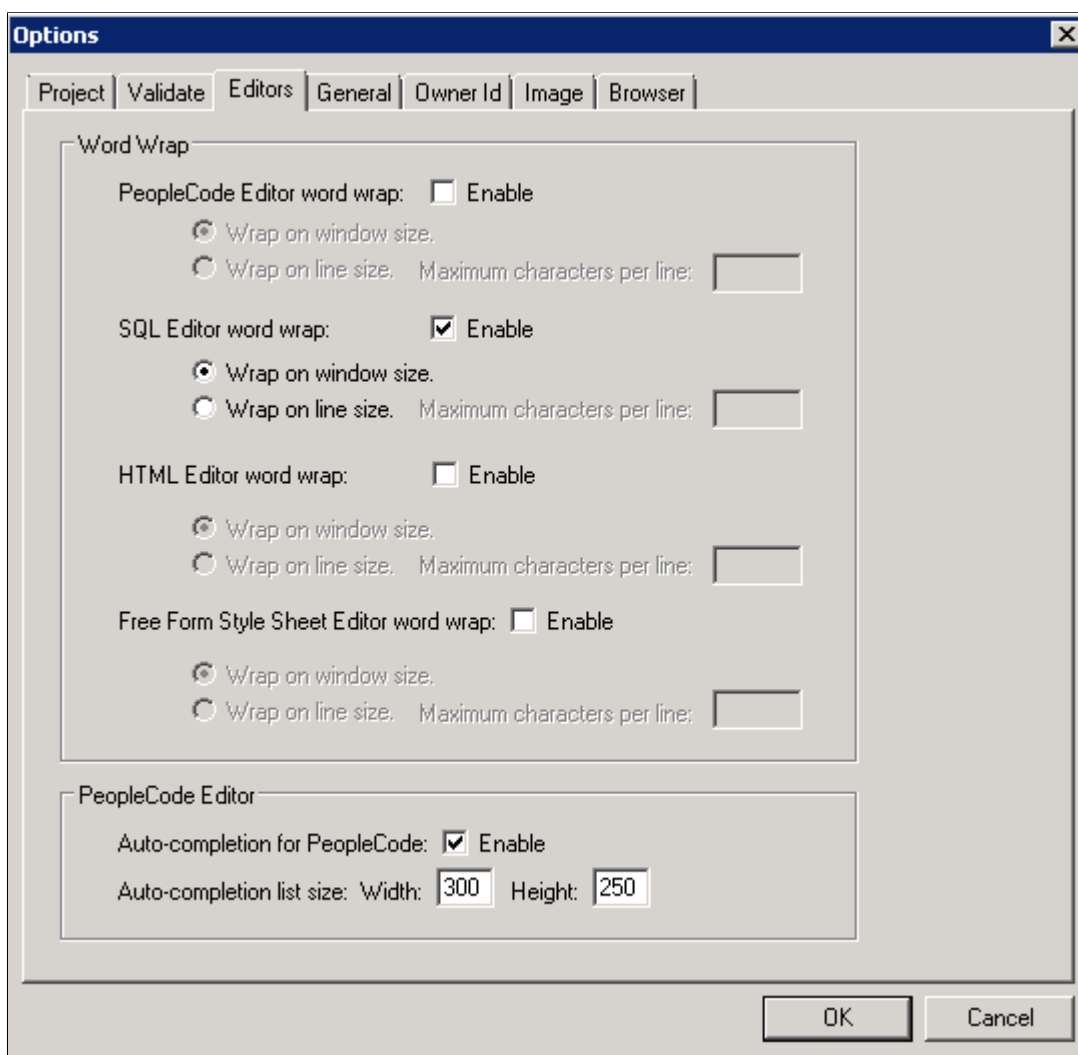 Options
Project Validate Editors General Owner Id Image Browser
Word Wrap
PeopleCode Editor word wrap: Enable
Wrap on window size.
Wrap on line size. Maximum characters per line:
SQL Editor word wrap: Enable
Wrap on window size.
Wrap on line size. Maximum characters per line:
HTML Editor word wrap: Enable
Wrap on window size.
Wrap on line size. Maximum characters per line:
Free Form Style Sheet Editor word wrap: Enable
Wrap on window size.
Wrap on line size. Maximum characters per line:
PeopleCode Editor
Auto-completion for PeopleCode: Enable
Auto-completion list size: Width: 300 Height: 250
OK Cancel